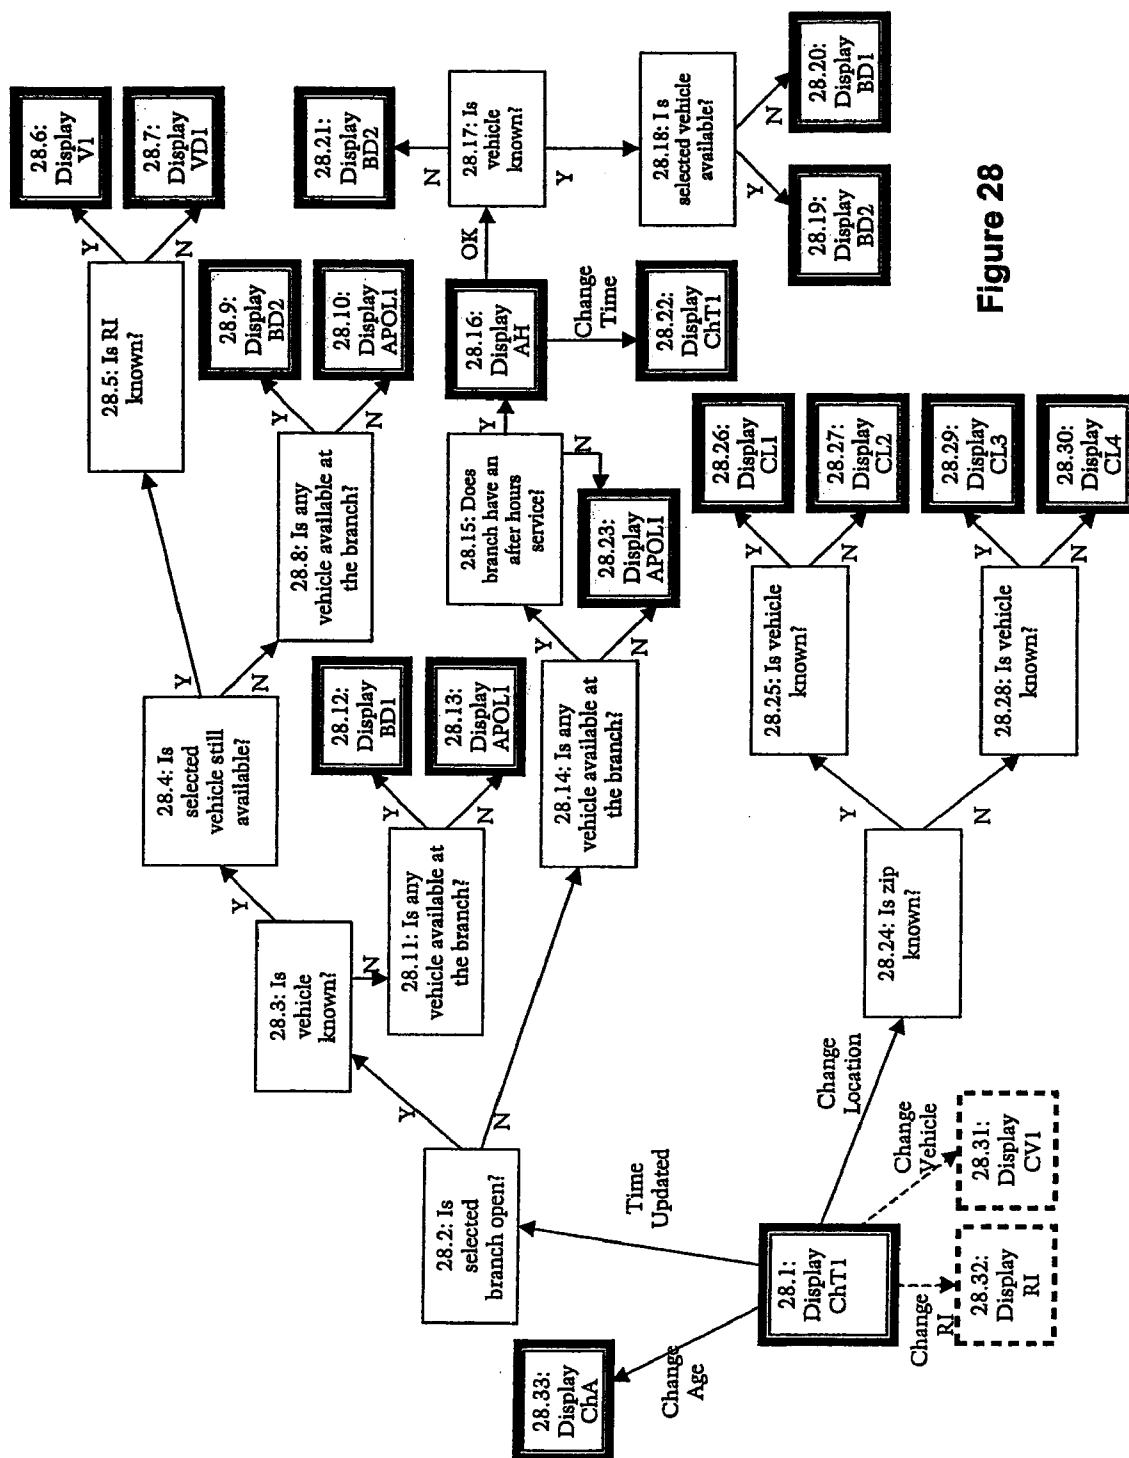 28.1:
Display
ChT1
Change
Age
28.33:
Display
ChA
Time
Updated
28.2: Is
selected
branch open?
Y
N
28.3: Is
vehicle
known?
Y
N
28.4: Is
selected
vehicle still
available?
Y
N
28.5: Is RI
known?
Y
N
28.6:
Display
V1
28.7:
Display
VD1
28.8: Is any
vehicle available at
the branch?
Y
N
28.9:
Display
BD2
28.10:
Display
APOL1
28.11: Is any
vehicle available at
the branch?
Y
N
28.12:
Display
BD1
28.13:
Display
APOL1
28.14: Is any
vehicle available at
the branch?
Y
N
28.15: Does
branch have an
after hours
service?
Y
N
28.16:
Display
AH
OK
Change
Time
28.17: Is
vehicle
known?
N
Y
28.18: Is
selected vehicle
available?
Y
N
28.19:
Display
BD2
28.20:
Display
BD1
28.21:
Display
BD2
28.22:
Display
ChT1
28.23:
Display
APOL1
Change
Location
28.24: Is zip
known?
Y
N
28.25: Is vehicle
known?
Y
N
28.26:
Display
CL1
28.27:
Display
CL2
28.28: Is vehicle
known?
Y
N
28.29:
Display
CL3
28.30:
Display
CL4
Change
Vehicle
28.31:
Display
CV1
Change
RI
28.32:
Display
RI
Figure 28